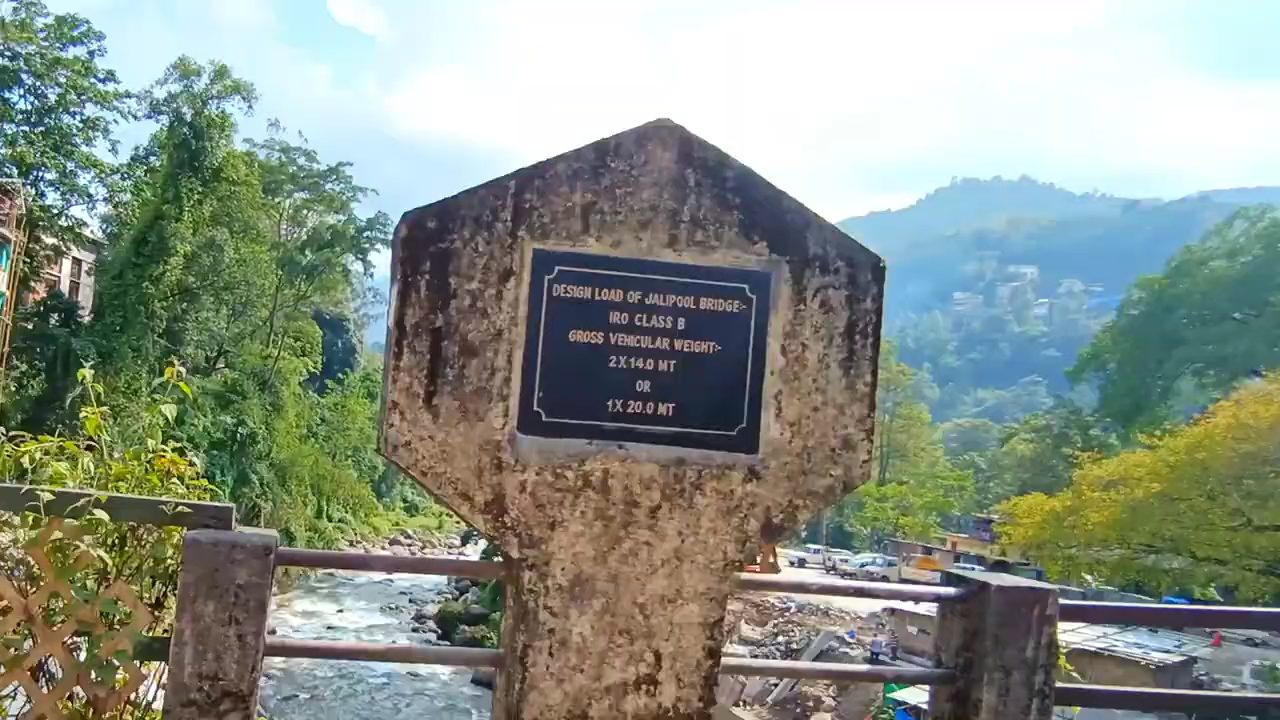 DESIGN LOAD OF JALIPOOL BRIDGE:-
IRO CLASS B
GROSS VEHICULAR WEIGHT:-
2X14.0 MT
OR
1X 20.0 MT